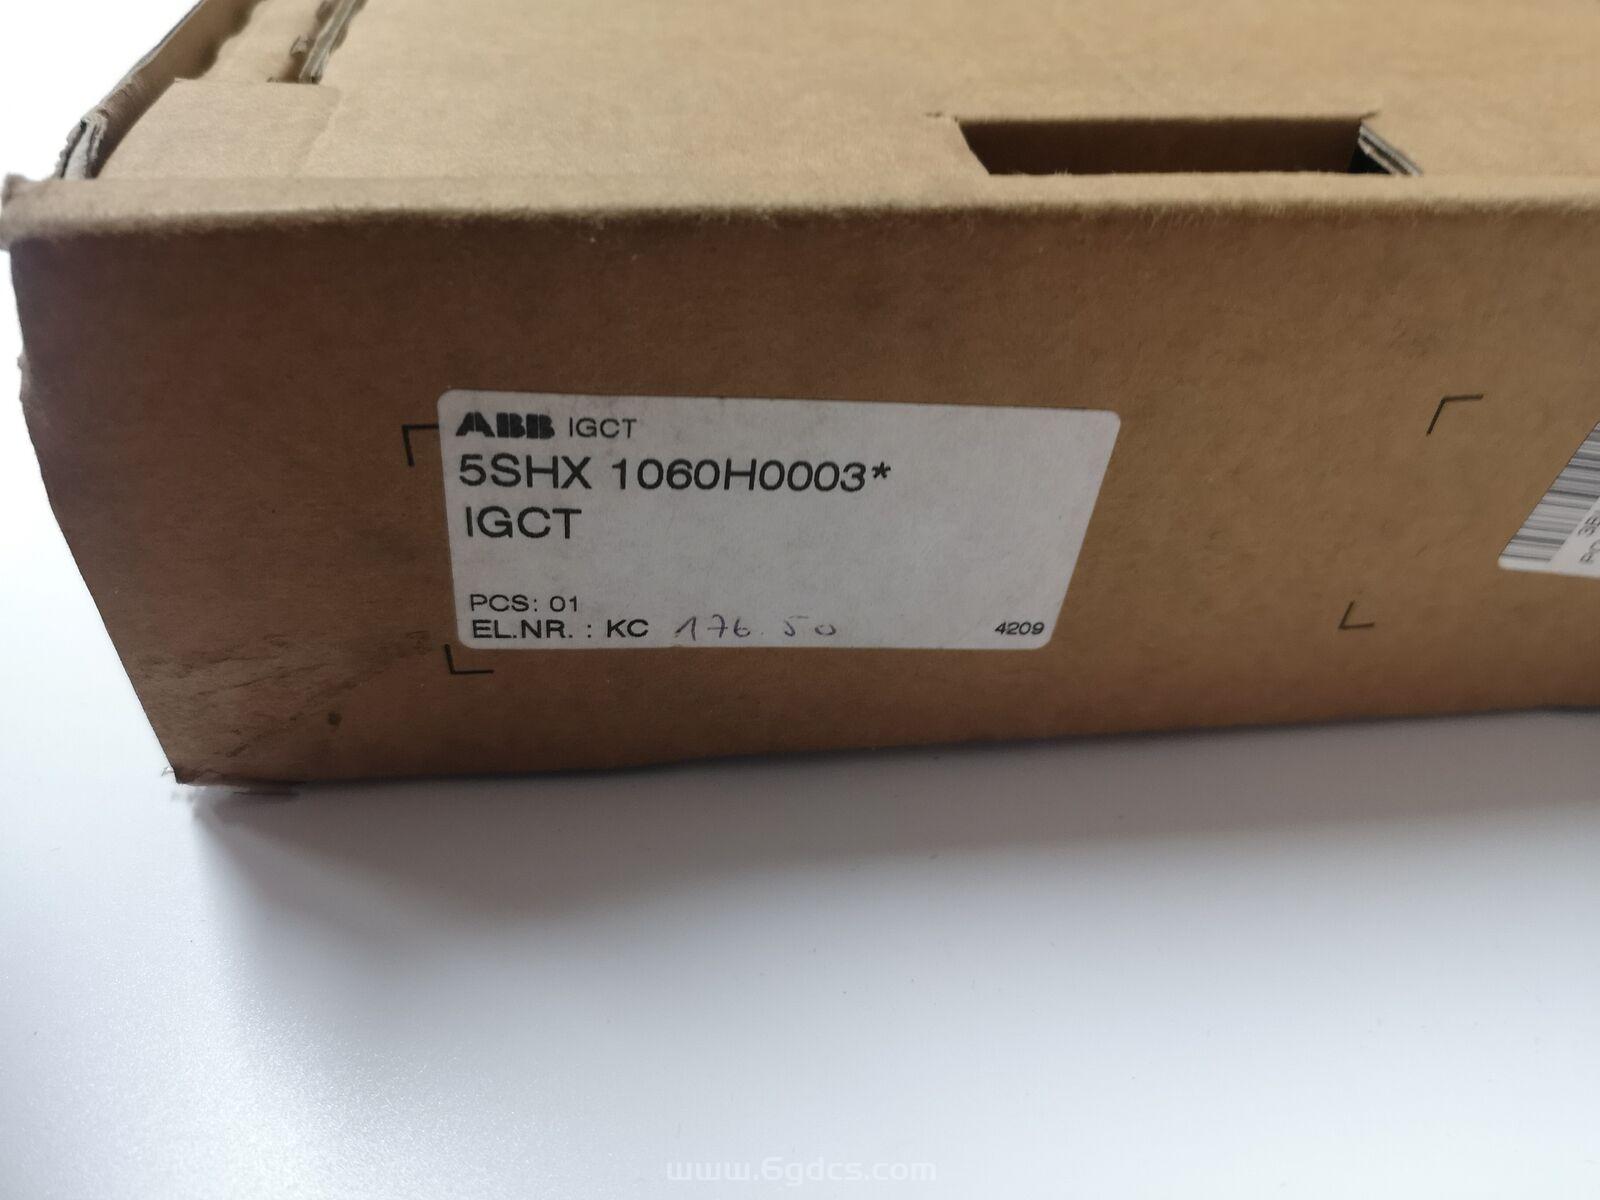 ABB IGCT
5SHX 1060H0003*
IGCT
PCS: 01
EL.NR. : KC 176.50
4209
www.6gdcs.com